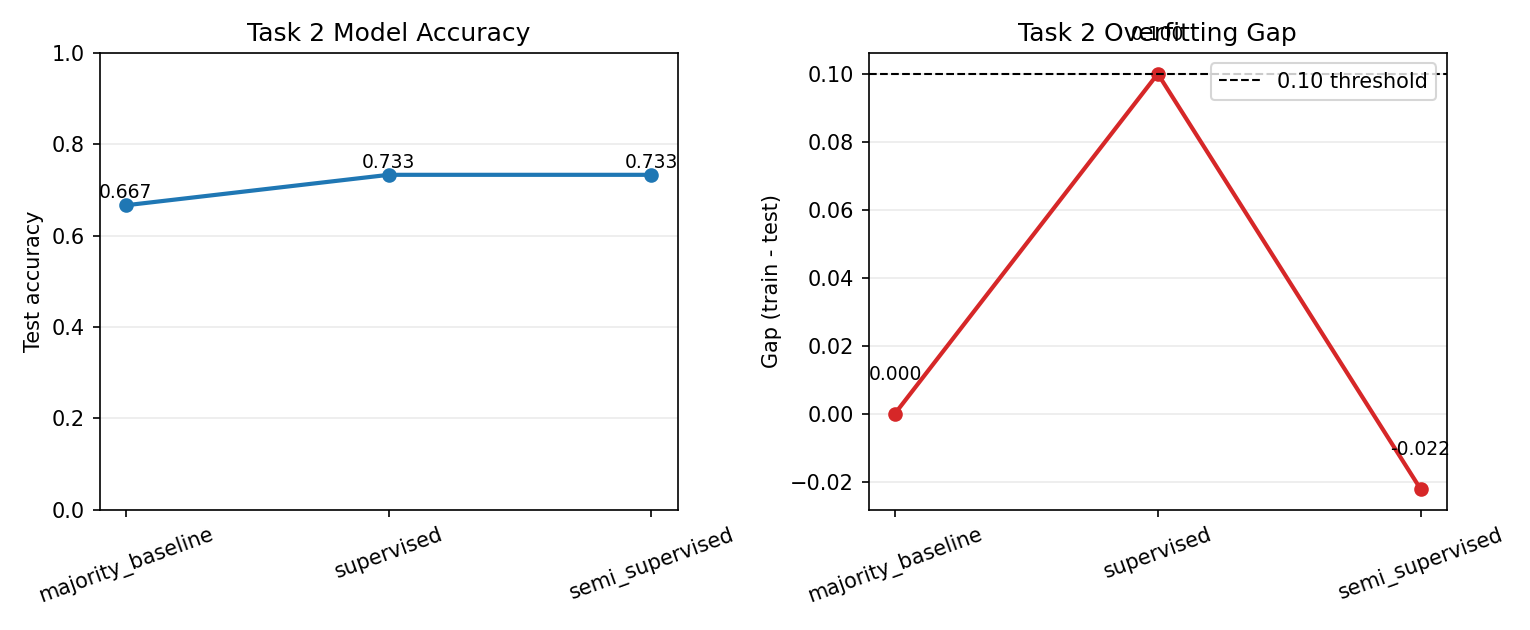 Task 2 Model Accuracy
Test accuracy
1.0
0.8
0.6
0.4
0.2
0.0
0.667
0.733
0.733
majority_baseline
supervised
semi_supervised
Task 2 Overfitting Gap
0.100
Gap (train - test)
0.10
0.08
0.06
0.04
0.02
0.00
−0.02
0.10 threshold
0.000
-0.022
majority_baseline
supervised
semi_supervised